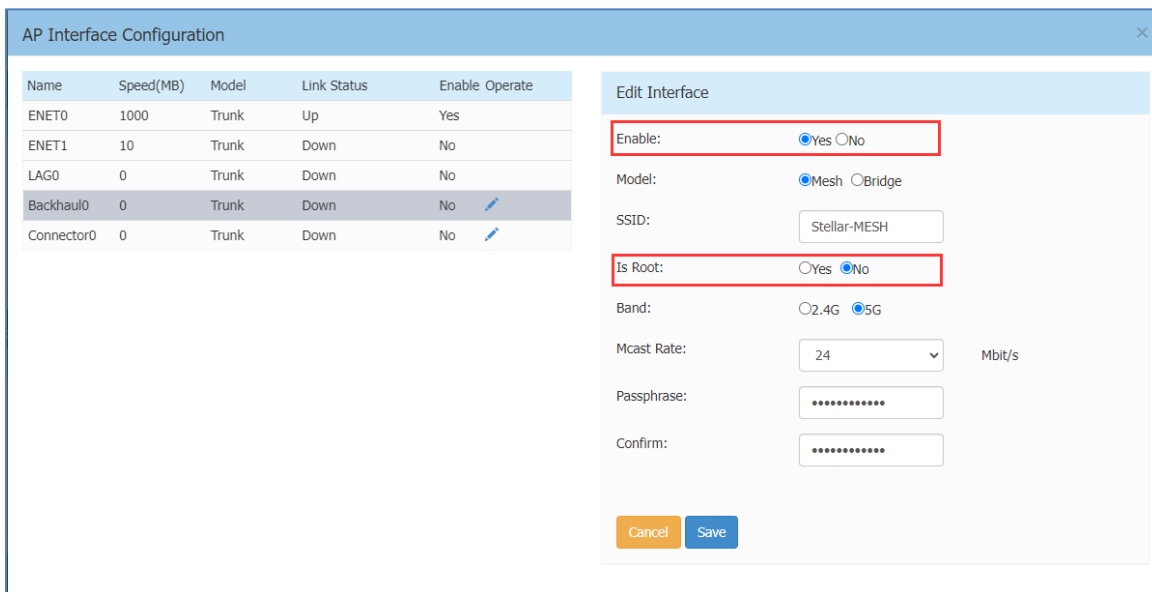 AP Interface Configuration
Name Speed(MB) Model Link Status Enable Operate
ENET0 1000 Trunk Up Yes
ENET1 10 Trunk Down No
LAG0 0 Trunk Down No
Backhaul0 0 Trunk Down No
Connector0 0 Trunk Down No
Edit Interface
Enable: Yes No
Model: Mesh Bridge
SSID: Stellar-MESH
Is Root: Yes No
Band: 2.4G 5G
Mcast Rate: 24 Mbit/s
Passphrase: ••••••••••••
Confirm: ••••••••••••
Cancel Save